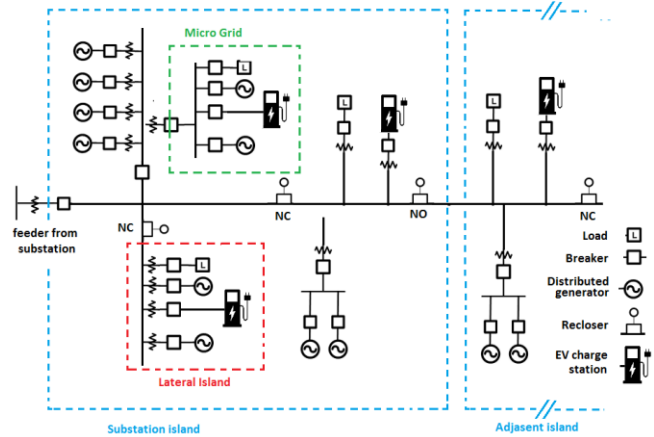 Micro Grid
L
L
L
NC
NO
NC
feeder from
substation
NC
L
Lateral Island
Substation island
Adjasent island
Load
L
Breaker
Distributed
generator
Recloser
EV charge
station